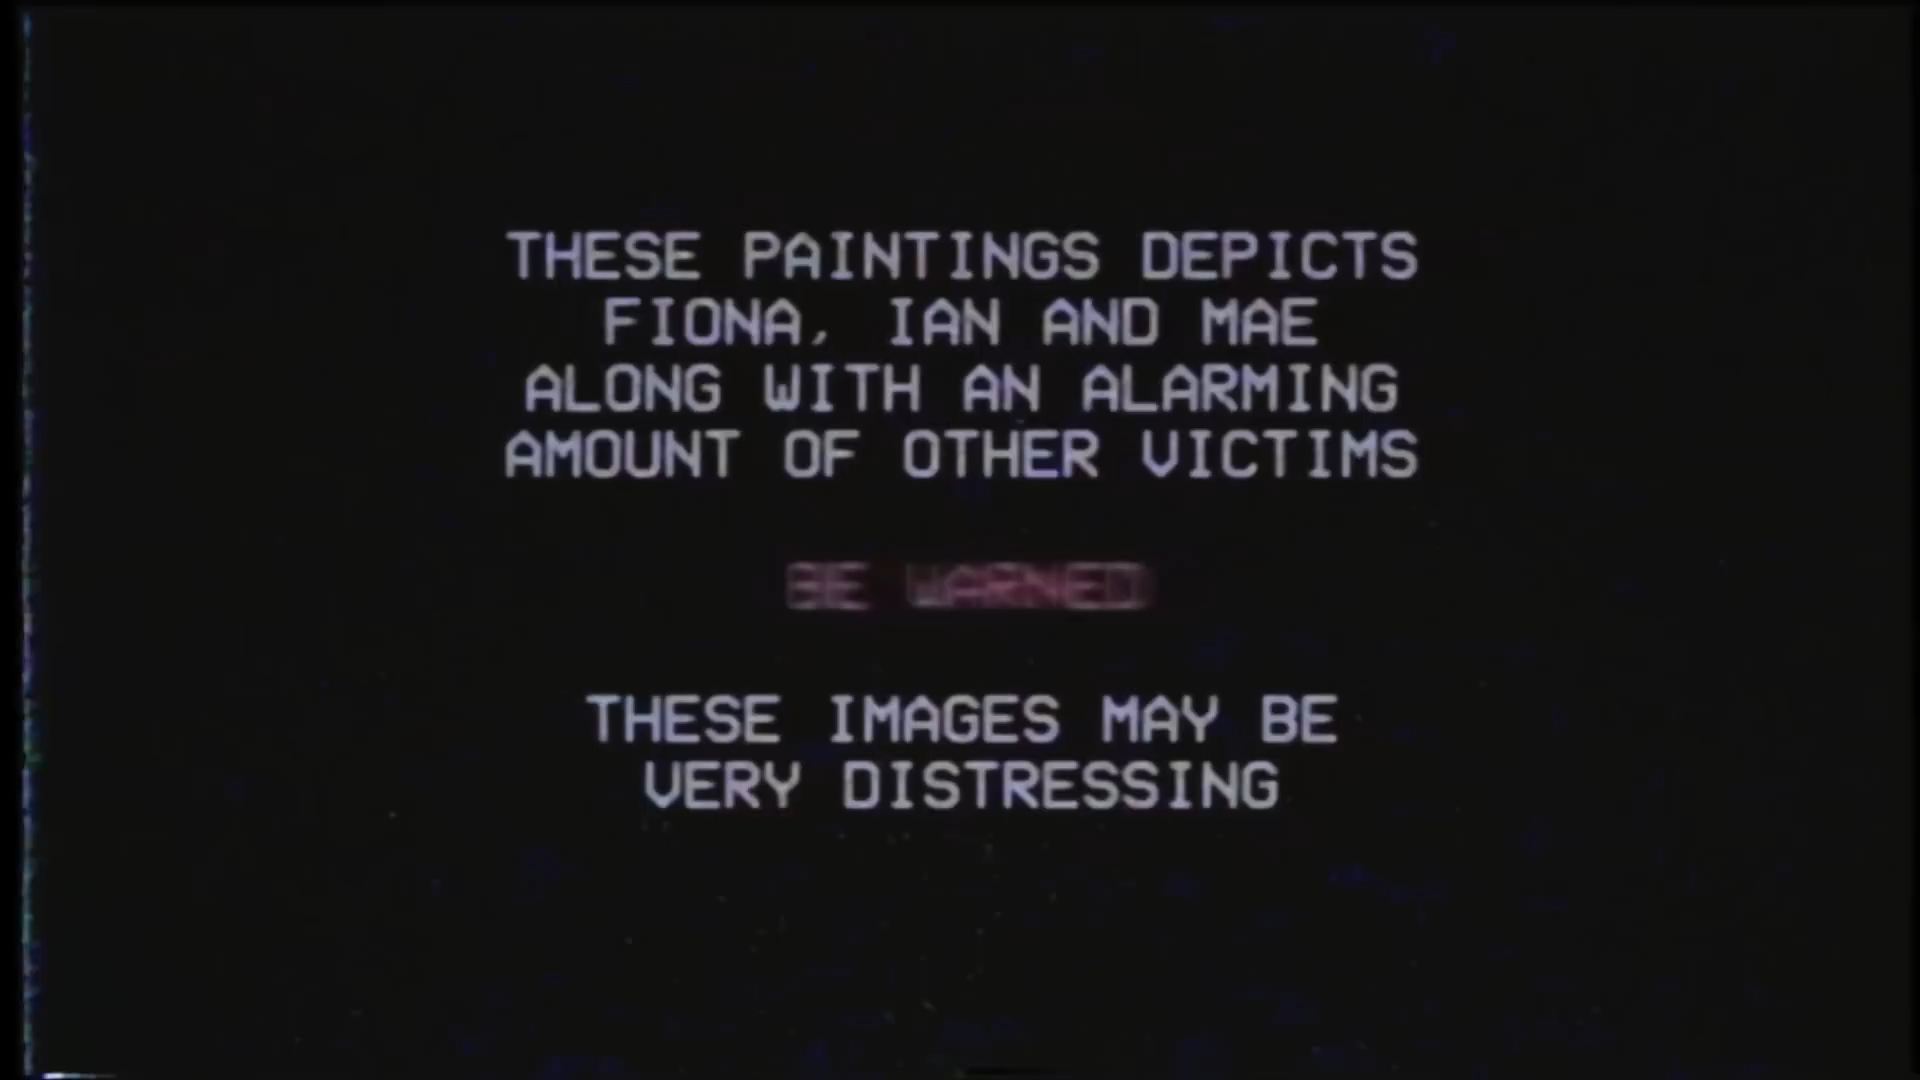 THESE PAINTINGS DEPICTS
FIONA, IAN AND MAE
ALONG WITH AN ALARMING
AMOUNT OF OTHER VICTIMS
BE WARNED
THESE IMAGES MAY BE
VERY DISTRESSING